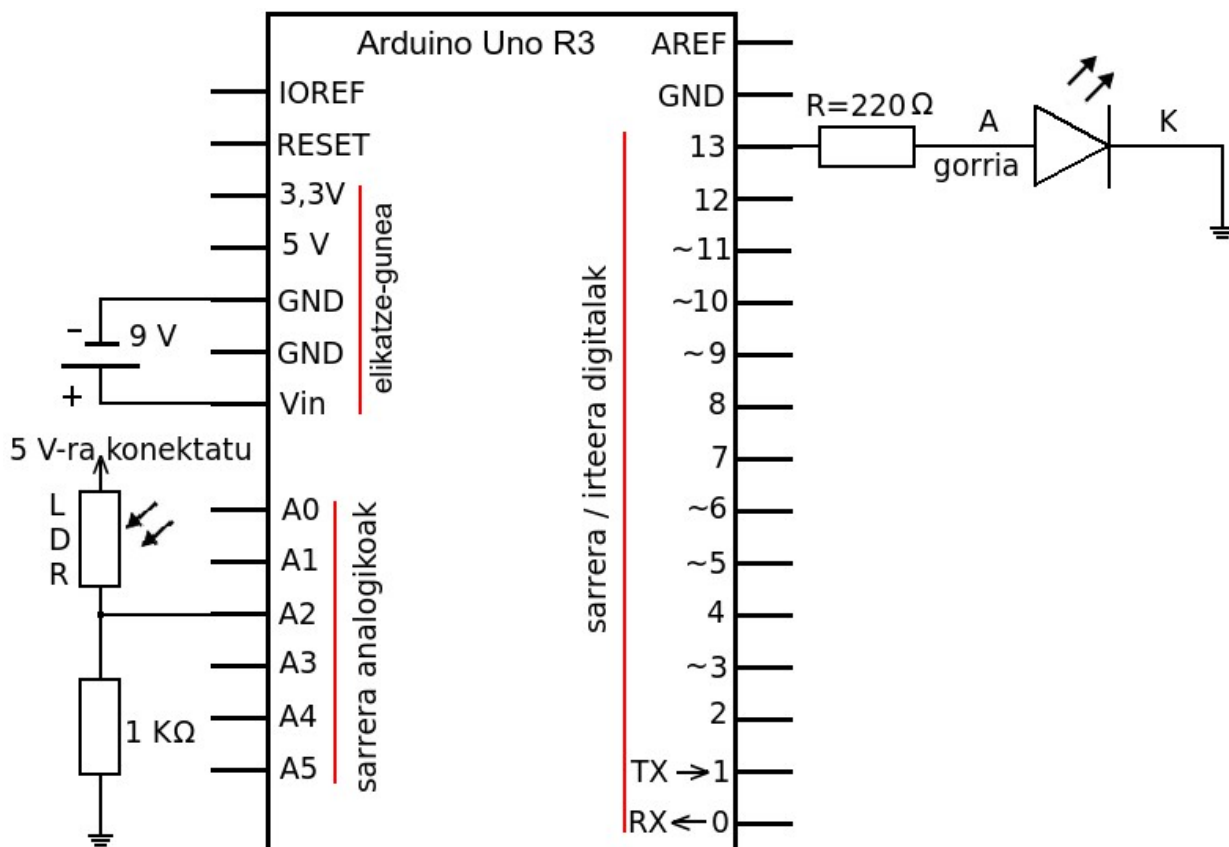 Arduino Uno R3
IOREF
RESET
3,3V
5 V
GND
GND
Vin
elikatze-gunea
- 9 V
+
5 V-ra konektatu
L
D
R
1 KΩ
A0
A1
A2
A3
A4
A5
sarrera analogikoak
sarrera / irteera digitalak
AREF
GND
13
12
~11
~10
~9
8
7
~6
~5
4
~3
2
TX → 1
RX ← 0
R=220 Ω
A
gorria
K